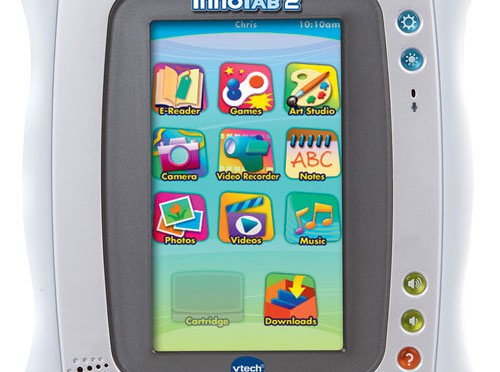 InnoTAB 2
Chris 10:10am
E-Reader Games Art Studio
ABC
Camera Video Recorder Notes
Photos Videos Music
Cartridge Downloads
vtech
?